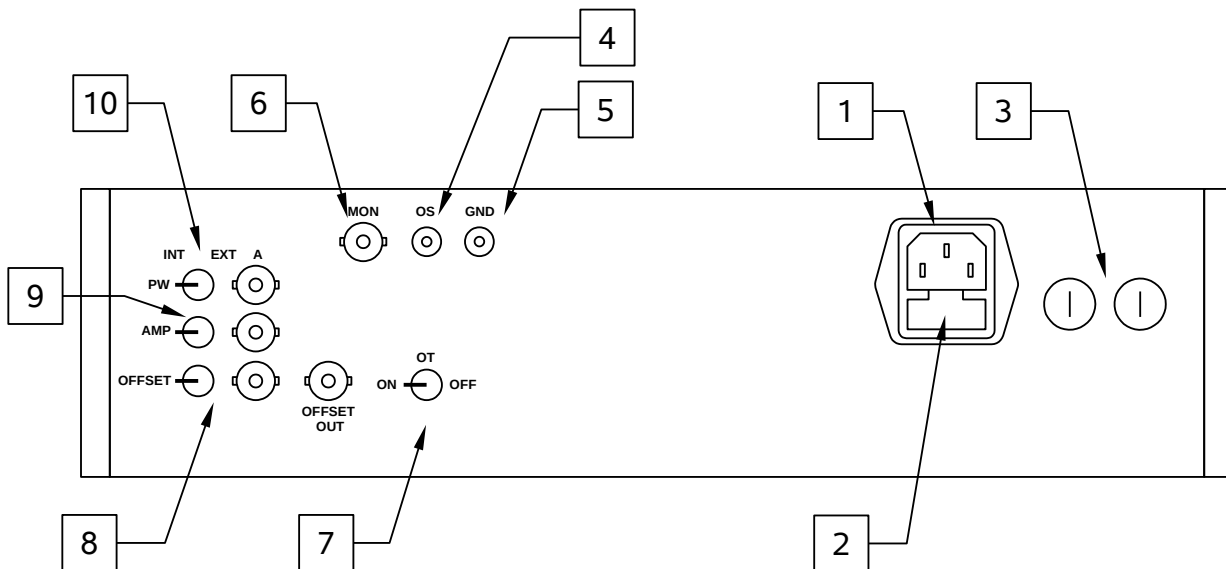 4
10
6
5
1
3
MON
OS
GND
INT
EXT
A
PW
9
AMP
OT
OFFSET
ON
OFF
OFFSET
OUT
8
7
2